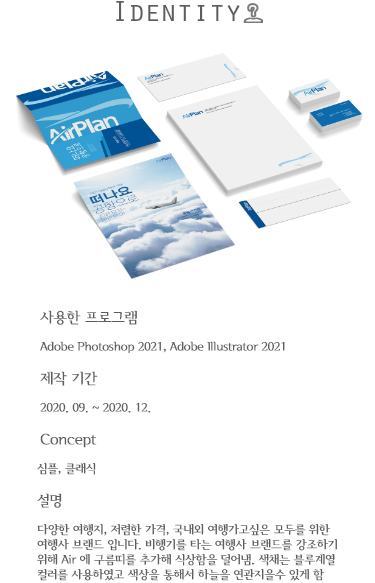 IDENTITY
AirPlan
AirPlan
AirPlan
AirPlan
떠나요
공항으로
사용한 프로그램
Adobe Photoshop 2021, Adobe Illustrator 2021
제작 기간
2020. 09. ~ 2020. 12.
Concept
심플, 클래식
설명
다양한 여행지, 저렴한 가격, 국내외 여행가고싶은 모두를 위한
여행사 브랜드 입니다. 비행기를 타는 여행사 브랜드를 강조하기
위해 Air 에 구름띠를 추가해 식상함을 덜어냄. 색채는 블루계열
컬러를 사용하였고 색상을 통해서 하늘을 연관지을수 있게 함